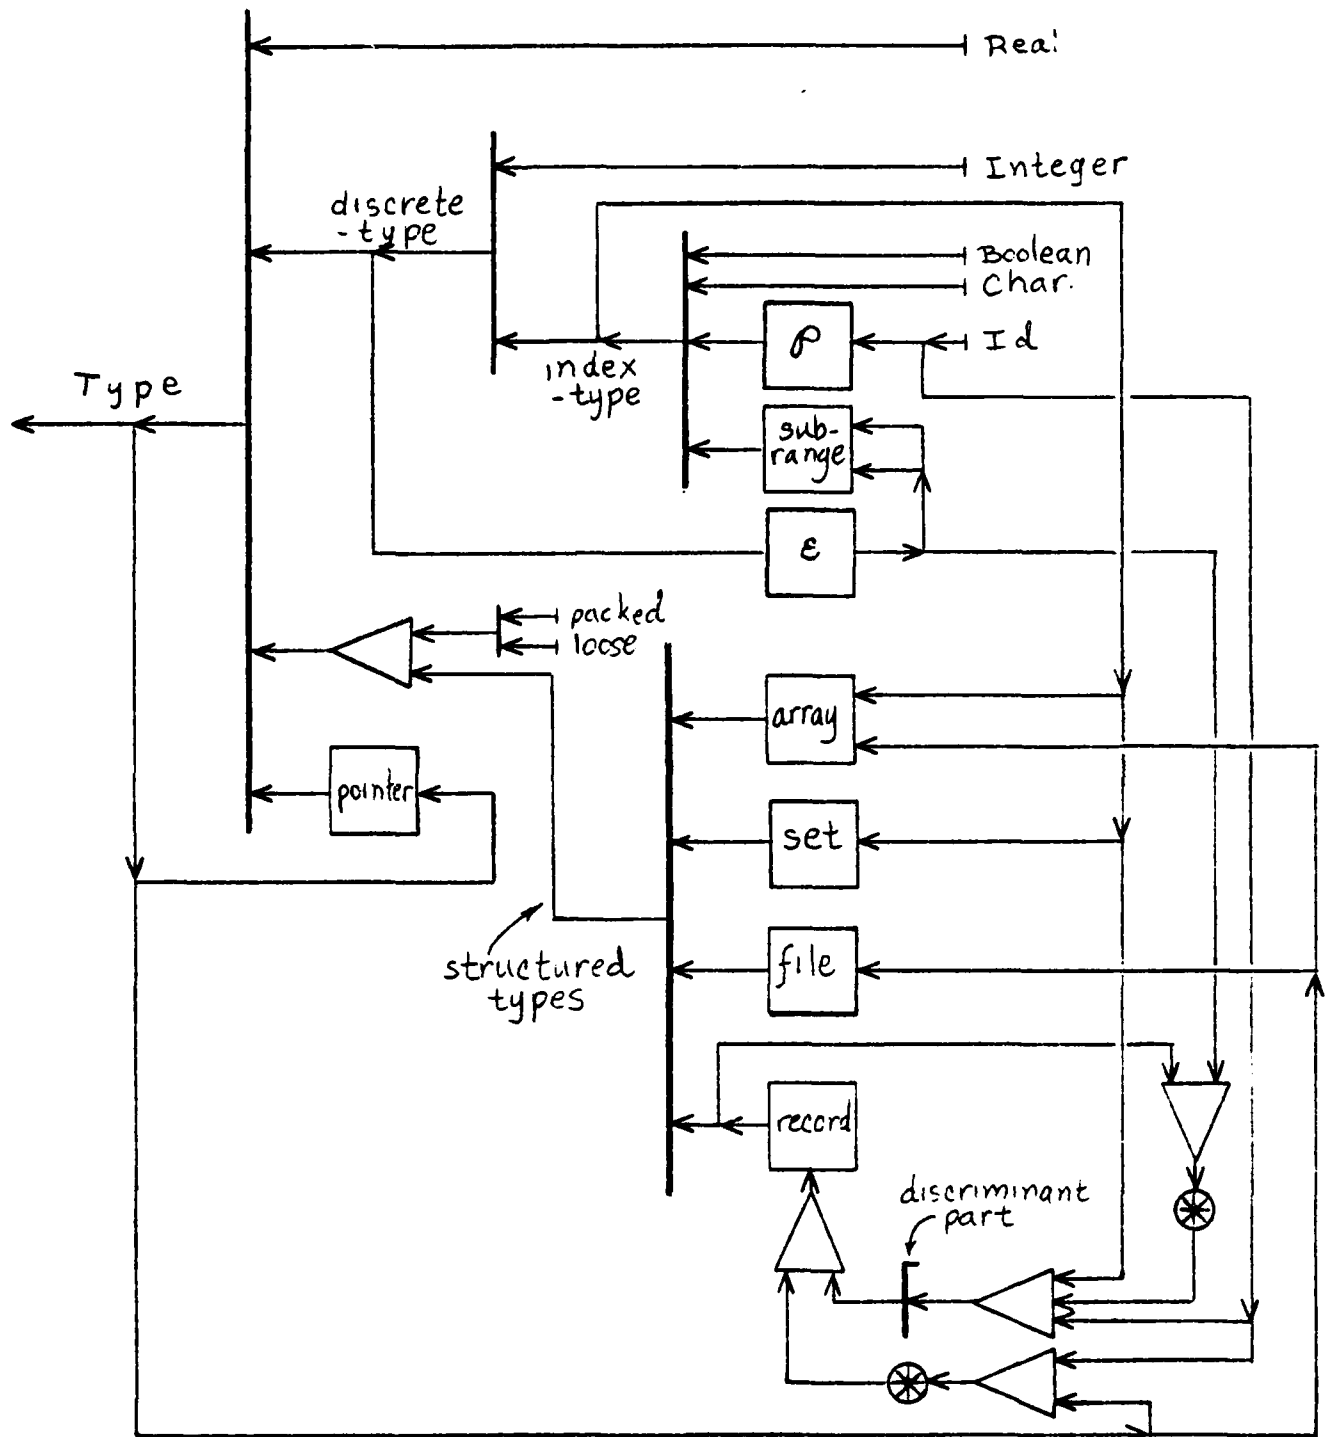 Real
Integer
discrete
-type
Boolean
Char.
Id
P
index
-type
Type
sub-
range
ε
packed
loose
array
pointer
set
structured
types
file
record
discriminant
part